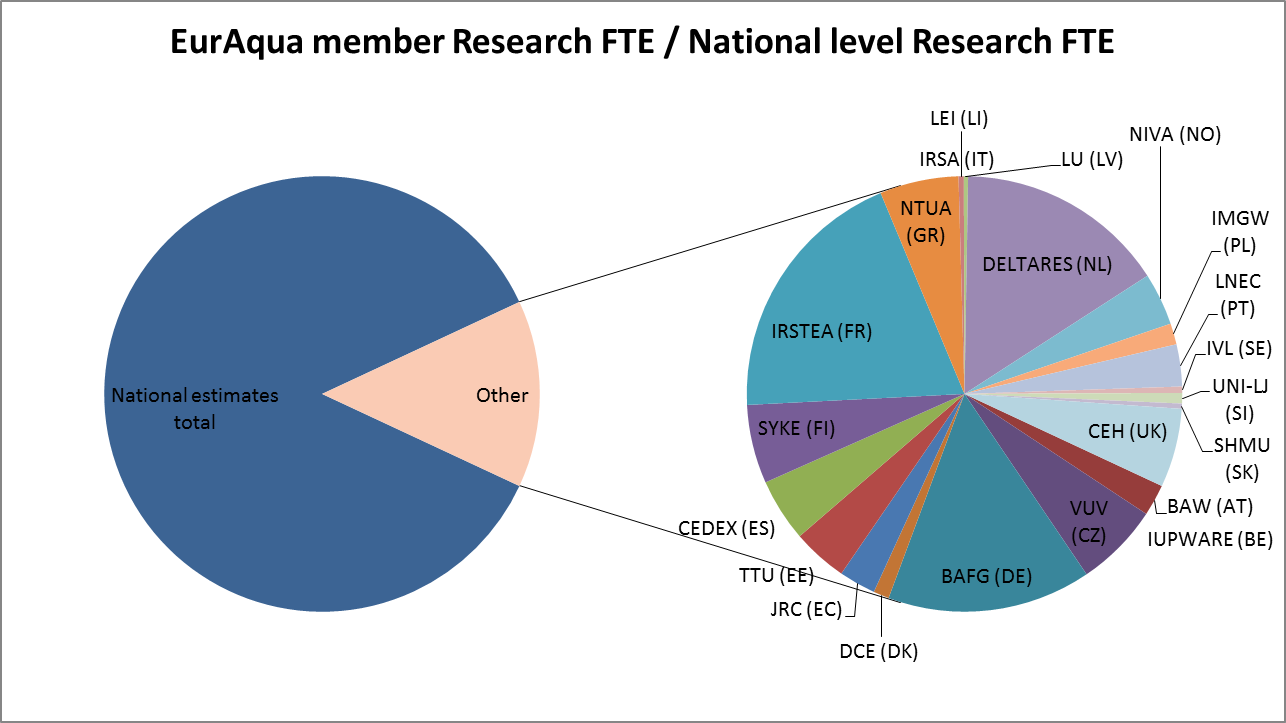 EurAqua member Research FTE / National level Research FTE
National estimates
total
Other
LEI (LI)
IRSA (IT)
LU (LV)
NIVA (NO)
NTUA
(GR)
DELTARES (NL)
IMGW
(PL)
LNEC
(PT)
IVL (SE)
UNI-LJ
(SI)
SHMU
(SK)
CEH (UK)
BAW (AT)
IUPWARE (BE)
VUV
(CZ)
BAFG (DE)
DCE (DK)
JRC (EC)
TTU (EE)
CEDEX (ES)
SYKE (FI)
IRSTEA (FR)